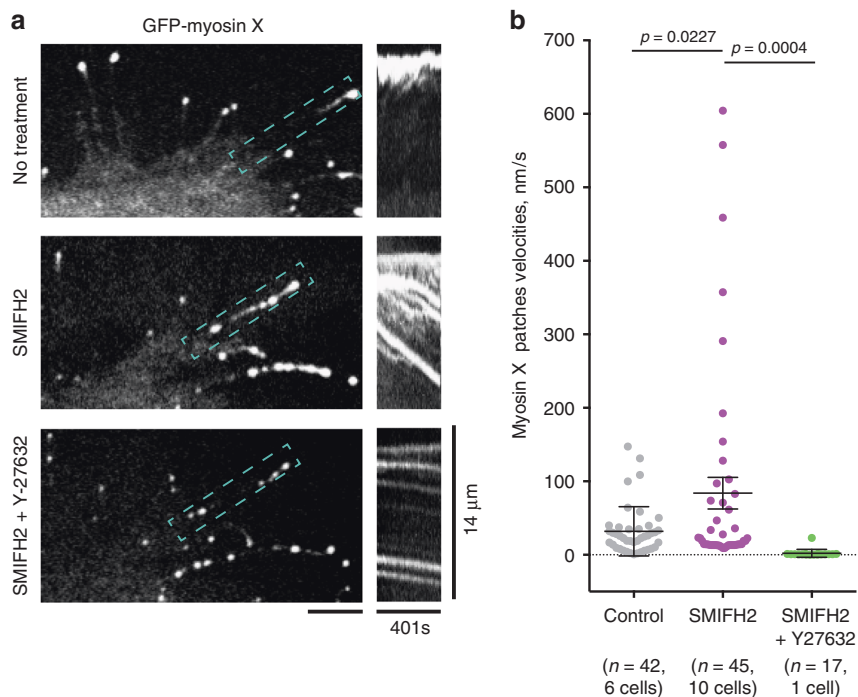 a
GFP-myosin X
No treatment
SMIFH2
SMIFH2 + Y-27632
14 µm
401s
b
Myosin X patches velocities, nm/s
700
600
500
400
300
200
100
0
p = 0.0227
p = 0.0004
Control
SMIFH2
SMIFH2
+ Y27632
(n = 42,
6 cells)
(n = 45,
10 cells)
(n = 17,
1 cell)